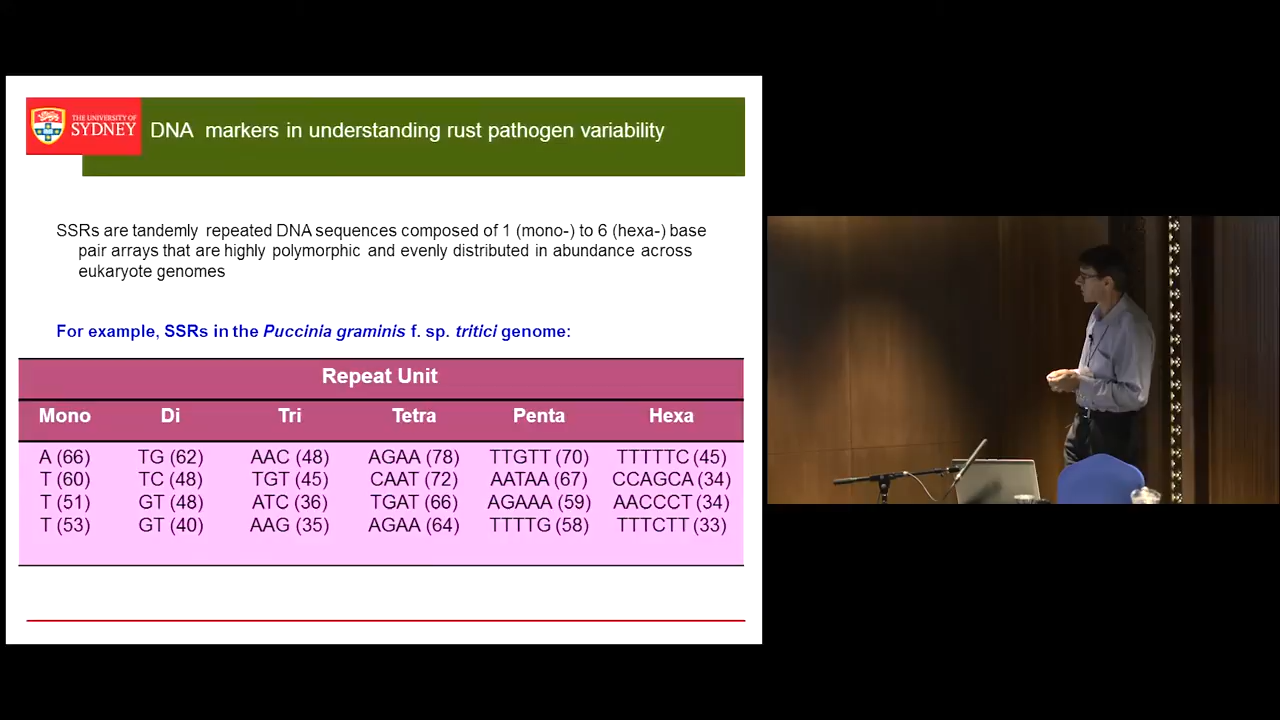 THE UNIVERSITY OF
SYDNEY
DNA markers in understanding rust pathogen variability
SSRs are tandemly repeated DNA sequences composed of 1 (mono-) to 6 (hexa-) base
pair arrays that are highly polymorphic and evenly distributed in abundance across
eukaryote genomes
For example, SSRs in the Puccinia graminis f. sp. tritici genome:
Repeat Unit
Mono Di Tri Tetra Penta Hexa
A (66) TG (62) AAC (48) AGAA (78) TTGTT (70) TTTTTC (45)
T (60) TC (48) TGT (45) CAAT (72) AATAA (67) CCAGCA (34)
T (51) GT (48) ATC (36) TGAT (66) AGAAA (59) AACCCT (34)
T (53) GT (40) AAG (35) AGAA (64) TTTTG (58) TTTCTT (33)